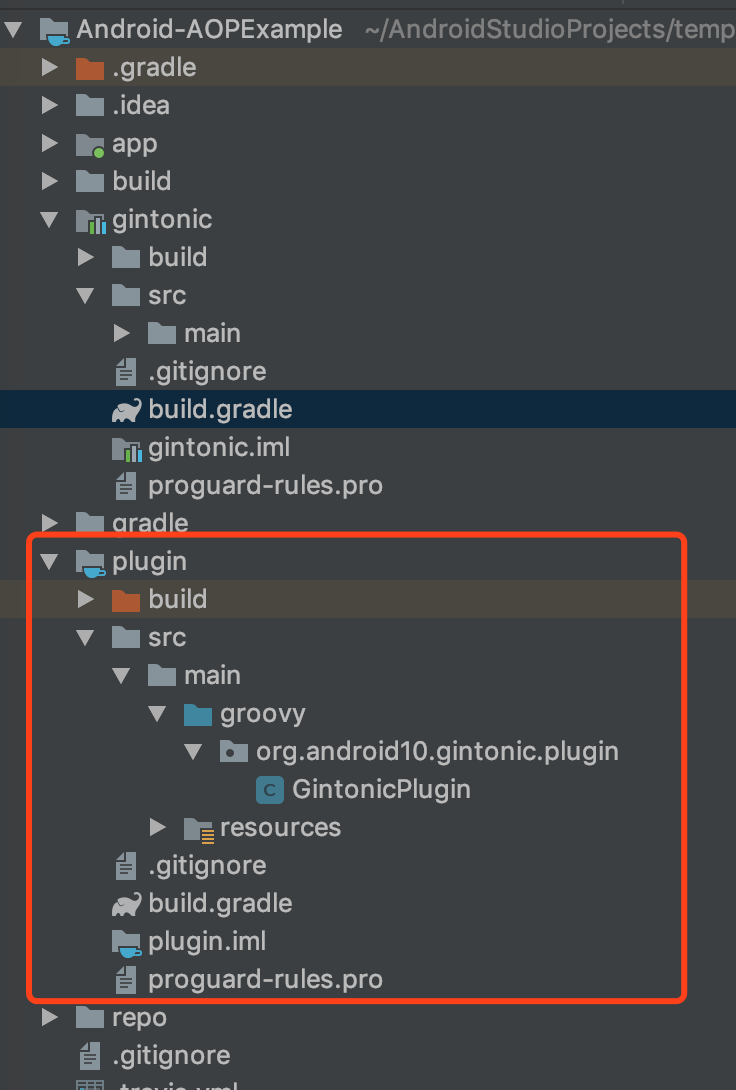 Android-AOPExample ~/AndroidStudioProjects/temp
.gradle
.idea
app
build
gintonic
build
src
main
.gitignore
build.gradle
gintonic.iml
proguard-rules.pro
gradle
plugin
build
src
main
groovy
org.android10.gintonic.plugin
GintonicPlugin
resources
.gitignore
build.gradle
plugin.iml
proguard-rules.pro
repo
.gitignore
.travis.yml